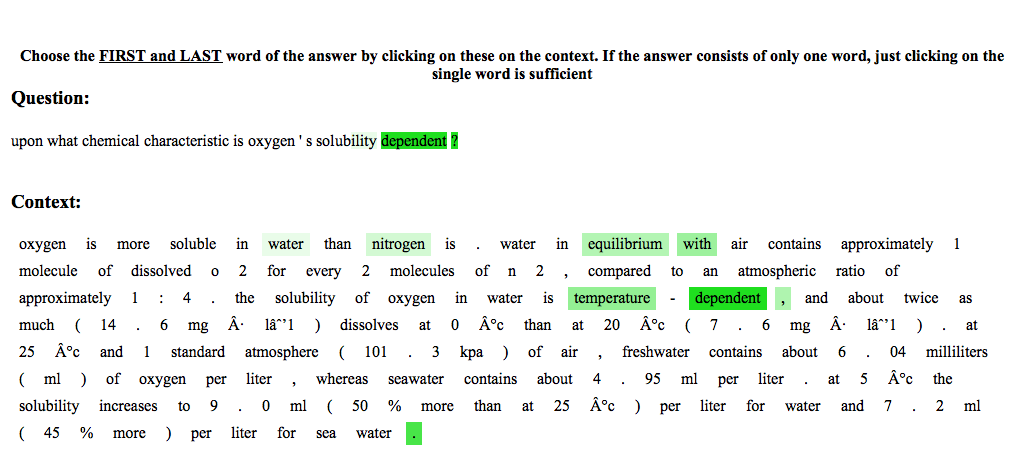 Choose the FIRST and LAST word of the answer by clicking on these on the context. If the answer consists of only one word, just clicking on the
single word is sufficient
Question:
upon what chemical characteristic is oxygen ' s solubility dependent ?
Context:
oxygen is more soluble in water than nitrogen is . water in equilibrium with air contains approximately 1
molecule of dissolved o 2 for every 2 molecules of n 2 , compared to an atmospheric ratio of
approximately 1 : 4 . the solubility of oxygen in water is temperature - dependent , and about twice as
much ( 14 . 6 mg Â· lâˆ’1 ) dissolves at 0 Â°c than at 20 Â°c ( 7 . 6 mg Â· lâˆ’1 ) . at
25 Â°c and 1 standard atmosphere ( 101 . 3 kpa ) of air , freshwater contains about 6 . 04 milliliters
( ml ) of oxygen per liter , whereas seawater contains about 4 . 95 ml per liter . at 5 Â°c the
solubility increases to 9 . 0 ml ( 50 % more than at 25 Â°c ) per liter for water and 7 . 2 ml
( 45 % more ) per liter for sea water .